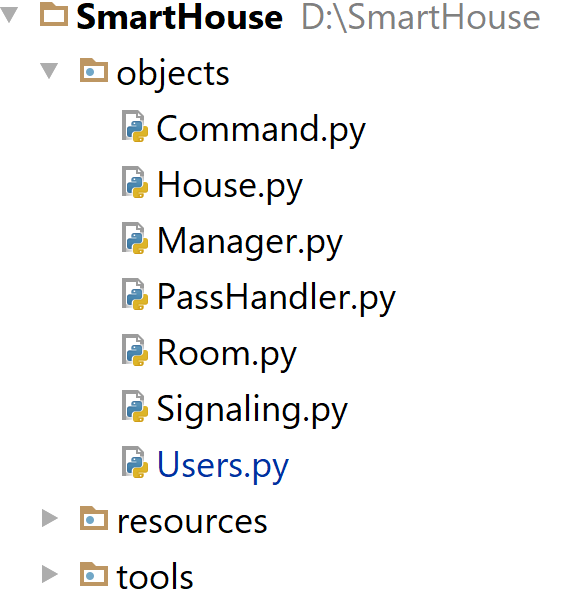 SmartHouse D:\SmartHouse
objects
Command.py
House.py
Manager.py
PassHandler.py
Room.py
Signaling.py
Users.py
resources
tools